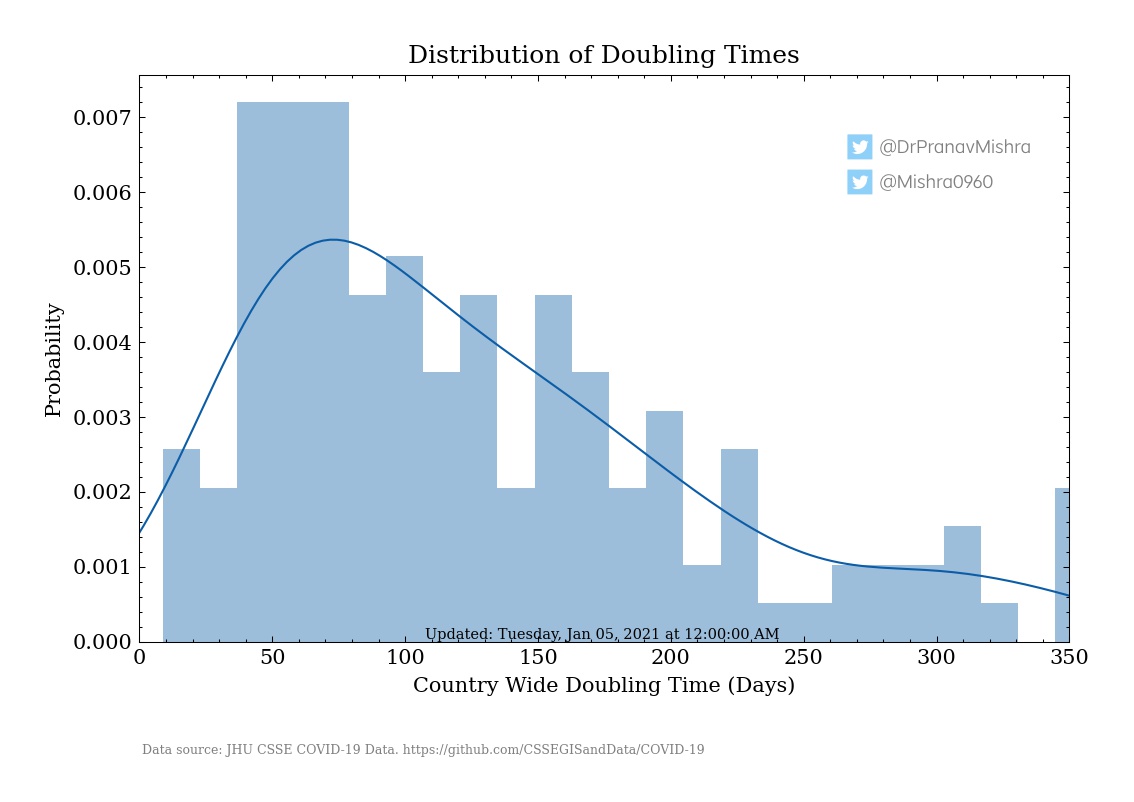 Distribution of Doubling Times
0.007
0.006
0.005
0.004
0.003
0.002
0.001
0.000
Probability
@DrPranavMishra
@Mishra0960
Updated: Tuesday, Jan 05, 2021 at 12:00:00 AM
0 50 100 150 200 250 300 350
Country Wide Doubling Time (Days)
Data source: JHU CSSE COVID-19 Data. https://github.com/CSSEGISandData/COVID-19